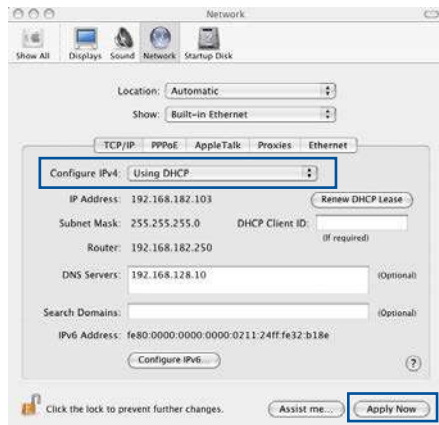 Network
Show All Displays Sound Network Startup Disk
Location: Automatic
Show: Built-in Ethernet
TCP/IP PPPoE AppleTalk Proxies Ethernet
Configure IPv4: Using DHCP
IP Address: 192.168.182.103 Renew DHCP Lease
Subnet Mask: 255.255.255.0 DHCP Client ID:
(If required)
Router: 192.168.182.250
DNS Servers: 192.168.128.10 (Optional)
Search Domains: (Optional)
IPv6 Address: fe80:0000:0000:0000:0211:24ff:fe32:b18e
Configure IPv6... ?
Click the lock to prevent further changes. Assist me... Apply Now